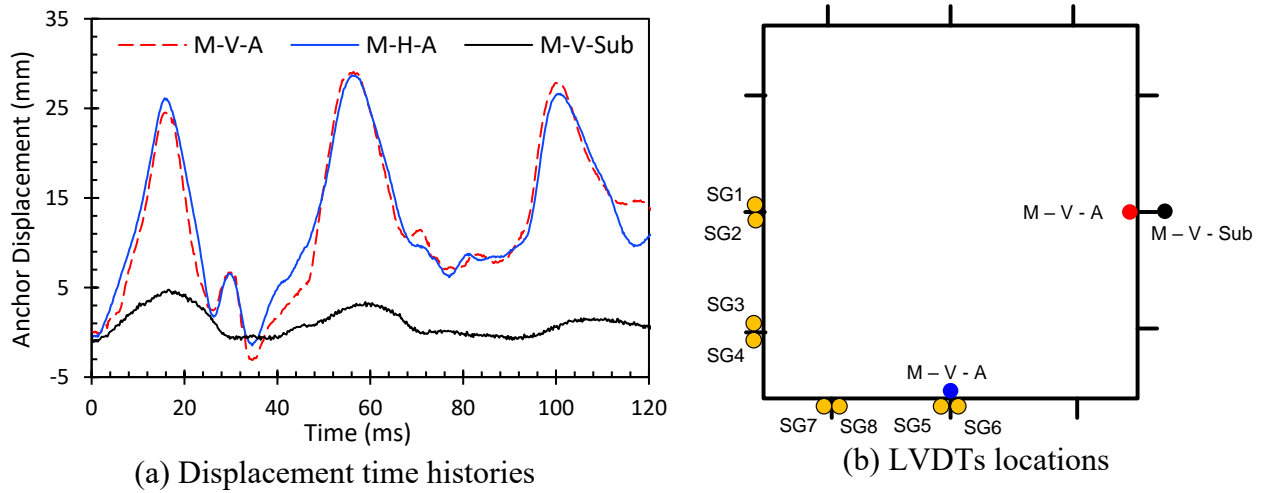 35
25
15
5
-5
Anchor Displacement (mm)
M-V-A M-H-A M-V-Sub
0 20 40 60 80 100 120
Time (ms)
(a) Displacement time histories
SG1
SG2
SG3
SG4
M – V - A
M – V - Sub
M – V - A
SG7 SG8 SG5 SG6
(b) LVDTs locations